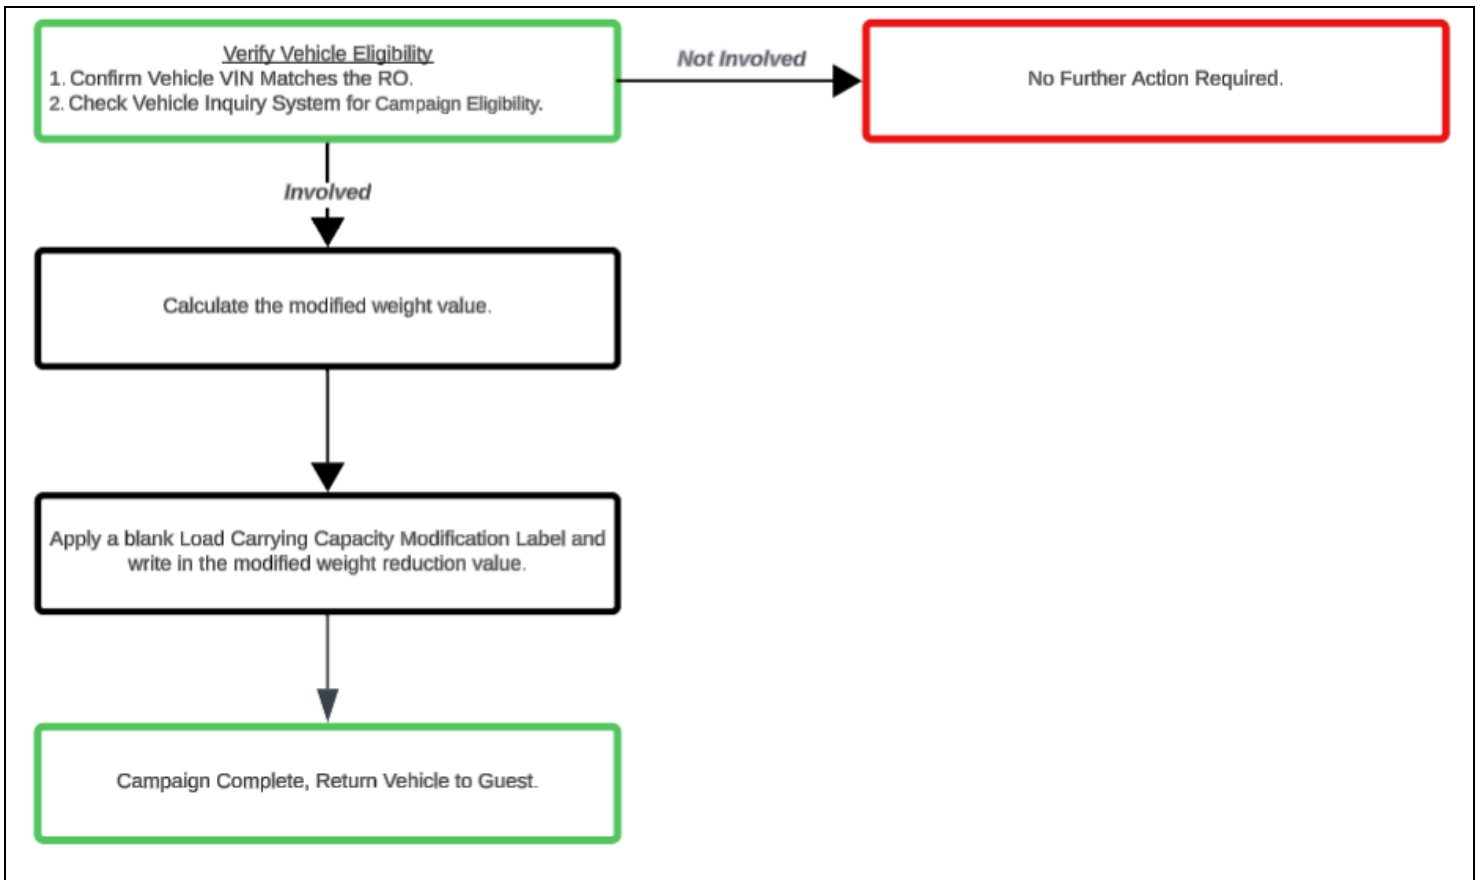 Verify Vehicle Eligibility
1. Confirm Vehicle VIN Matches the RO.
2. Check Vehicle Inquiry System for Campaign Eligibility.
Not Involved
No Further Action Required.
Involved
Calculate the modified weight value.
Apply a blank Load Carrying Capacity Modification Label and
write in the modified weight reduction value.
Campaign Complete, Return Vehicle to Guest.